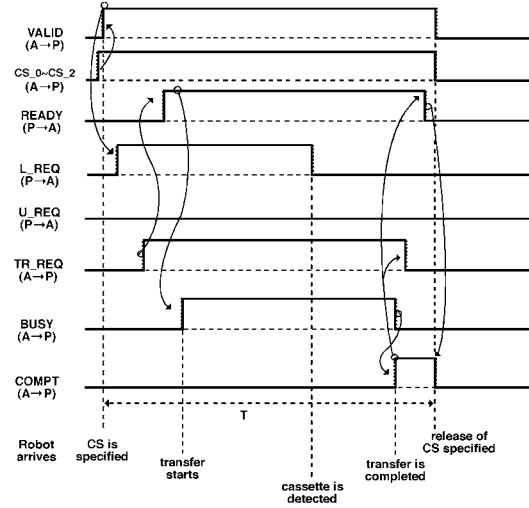 VALID
(A→P)
CS_0~CS_2
(A→P)
READY
(P→A)
L_REQ
(P→A)
U_REQ
(P→A)
TR_REQ
(A→P)
BUSY
(A→P)
COMPT
(A→P)
T
Robot
arrives
CS is
specified
transfer
starts
cassette is
detected
transfer is
completed
release of
CS specified